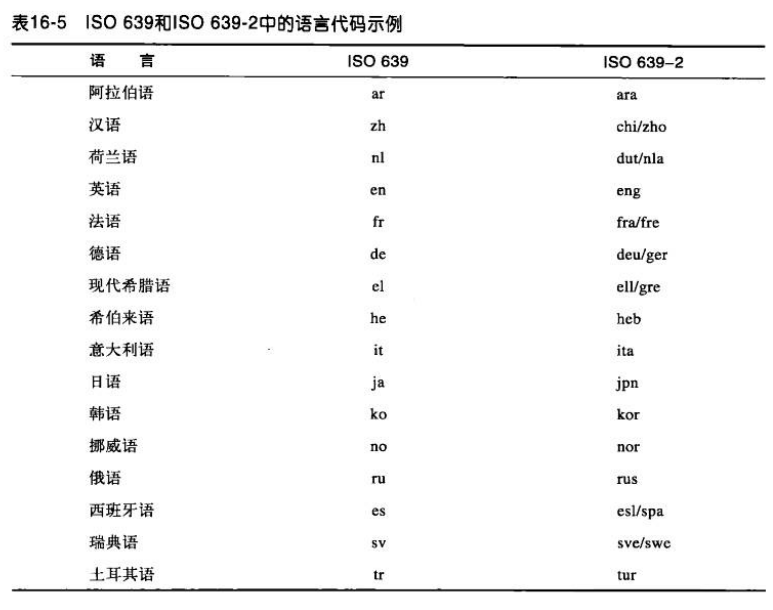 表16-5 ISO 639和ISO 639-2中的语言代码示例
语 言 ISO 639 ISO 639-2
阿拉伯语 ar ara
汉语 zh chi/zho
荷兰语 nl dut/nla
英语 en eng
法语 fr fra/fre
德语 de deu/ger
现代希腊语 el ell/gre
希伯来语 he heb
意大利语 it ita
日语 ja jpn
韩语 ko kor
挪威语 no nor
俄语 ru rus
西班牙语 es esl/spa
瑞典语 sv sve/swe
土耳其语 tr tur